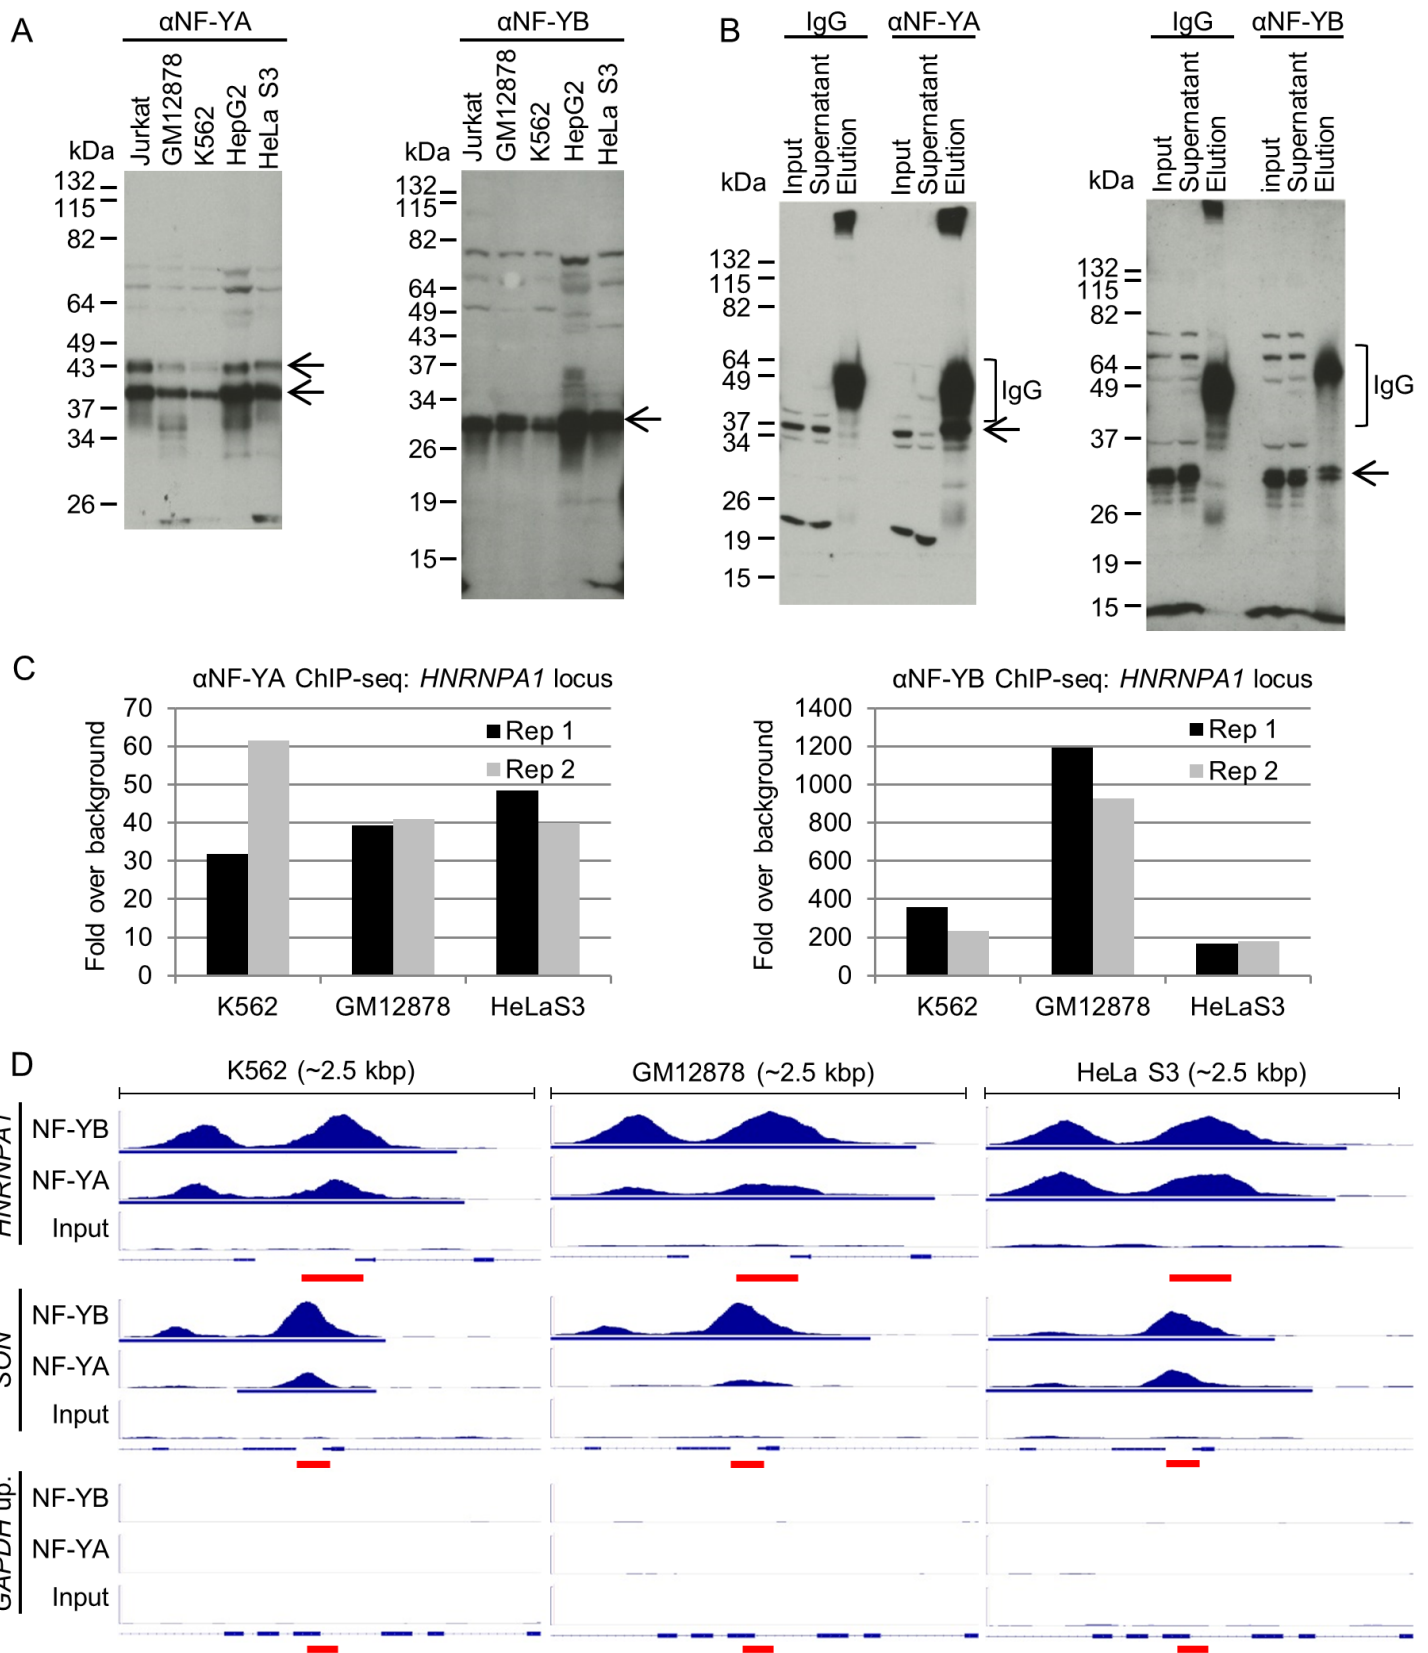 A
αNF-YA
Jurkat
GM12878
K562
HepG2
HeLa S3
kDa
132
115
82
64
49
43
37
34
26
αNF-YB
Jurkat
GM12878
K562
HepG2
HeLa S3
kDa
132
115
82
64
49
43
37
34
26
19
15
B
IgG
αNF-YA
Input
Supernatant
Elution
Input
Supernatant
Elution
kDa
132
115
82
64
49
37
34
26
19
15
IgG
IgG
αNF-YB
Input
Supernatant
Elution
input
Supernatant
Elution
kDa
132
115
82
64
49
37
26
19
15
IgG
C
αNF-YA ChIP-seq: HNRNPA1 locus
Fold over background
70
60
50
40
30
20
10
0
Rep 1
Rep 2
K562
GM12878
HeLaS3
αNF-YB ChIP-seq: HNRNPA1 locus
Fold over background
1400
1200
1000
800
600
400
200
0
Rep 1
Rep 2
K562
GM12878
HeLaS3
D
K562 (~2.5 kbp)
GM12878 (~2.5 kbp)
HeLa S3 (~2.5 kbp)
HNRNPA1
NF-YB
NF-YA
Input
SON
NF-YB
NF-YA
Input
GAPDH up.
NF-YB
NF-YA
Input